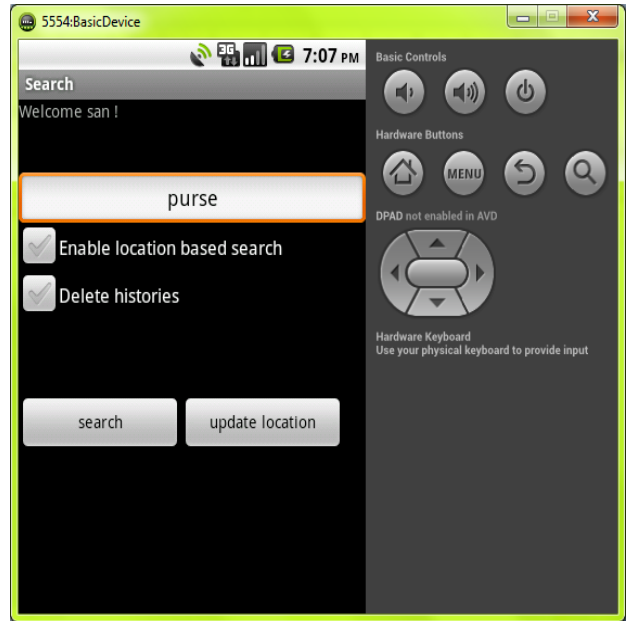 5554:BasicDevice
3G 7:07 PM
Search
Welcome san !
purse
Enable location based search
Delete histories
search
update location
Basic Controls
Hardware Buttons
MENU
DPAD not enabled in AVD
Hardware Keyboard
Use your physical keyboard to provide input